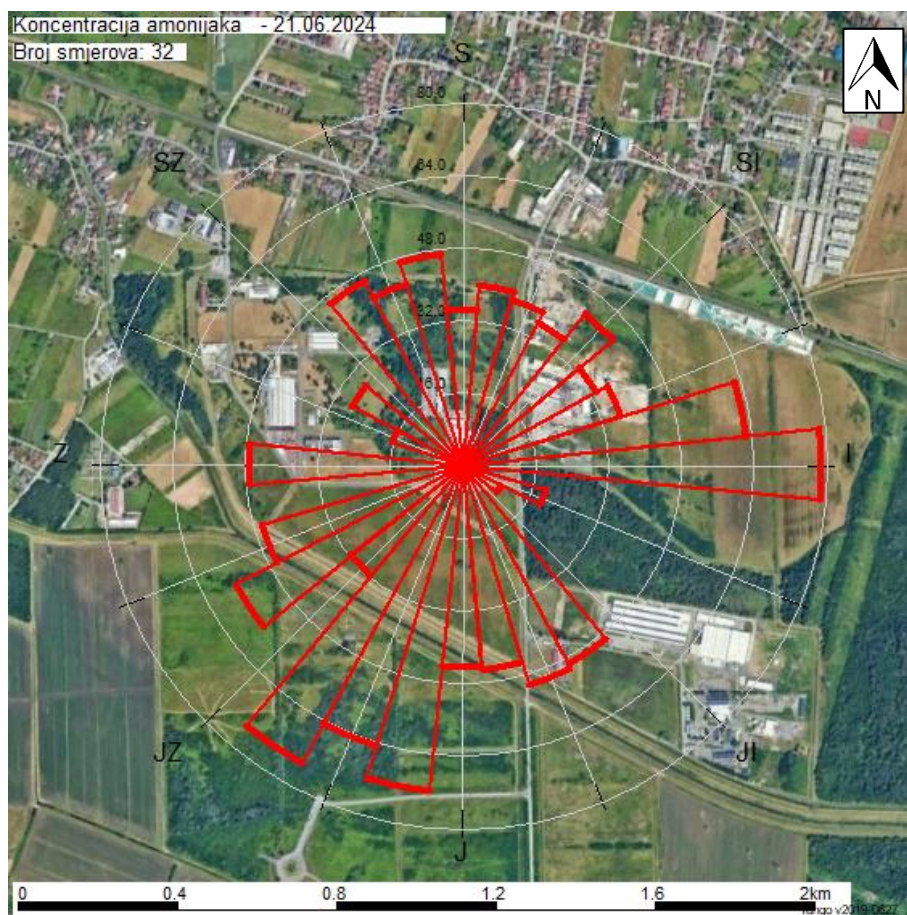 Koncentracija amonijaka - 21.06.2024
Broj smjerova: 32
S
N
80.0
SZ
SI
64.0
48.0
32.0
16.0
Z
I
JZ
JI
J
0 0.4 0.8 1.2 1.6 2km